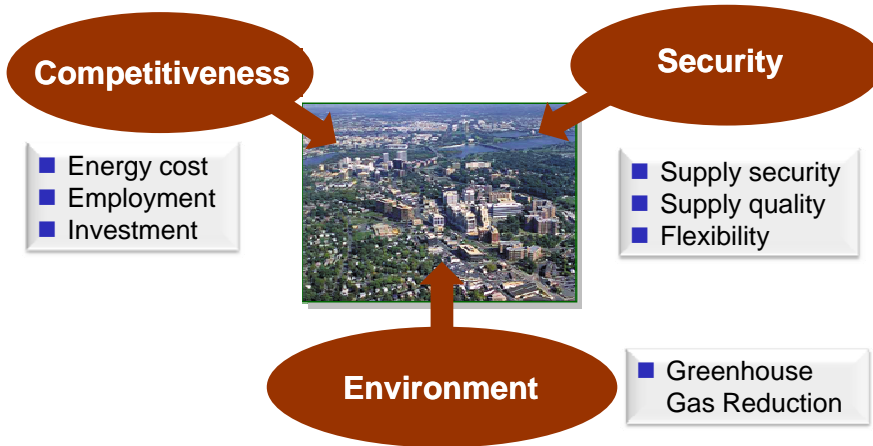 Competitiveness
Security
Energy cost
Employment
Investment
Supply security
Supply quality
Flexibility
Environment
Greenhouse
Gas Reduction